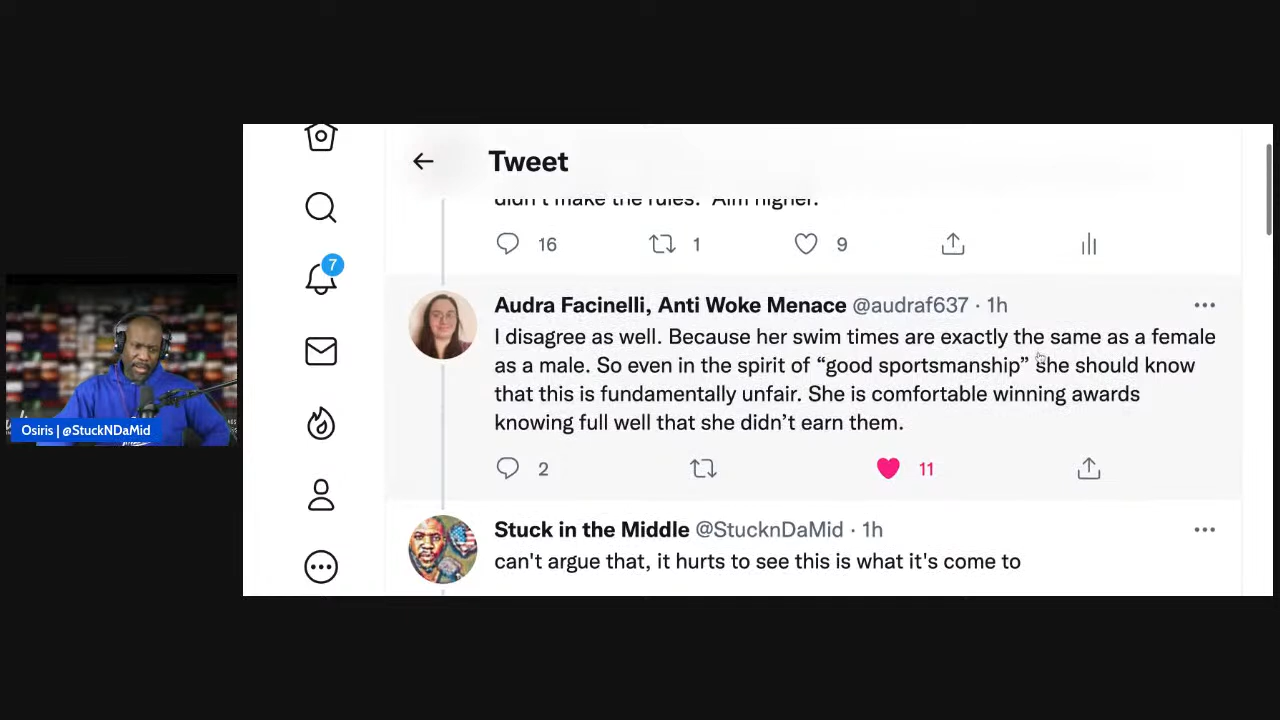 Tweet
didn't make the rules. Aim higher.
16 1 9
7
Audra Facinelli, Anti Woke Menace @audraf637 · 1h
I disagree as well. Because her swim times are exactly the same as a female
as a male. So even in the spirit of “good sportsmanship” she should know
that this is fundamentally unfair. She is comfortable winning awards
knowing full well that she didn’t earn them.
2 11
Osiris | @StuckNDaMid
Stuck in the Middle @StucknDaMid · 1h
can't argue that, it hurts to see this is what it's come to